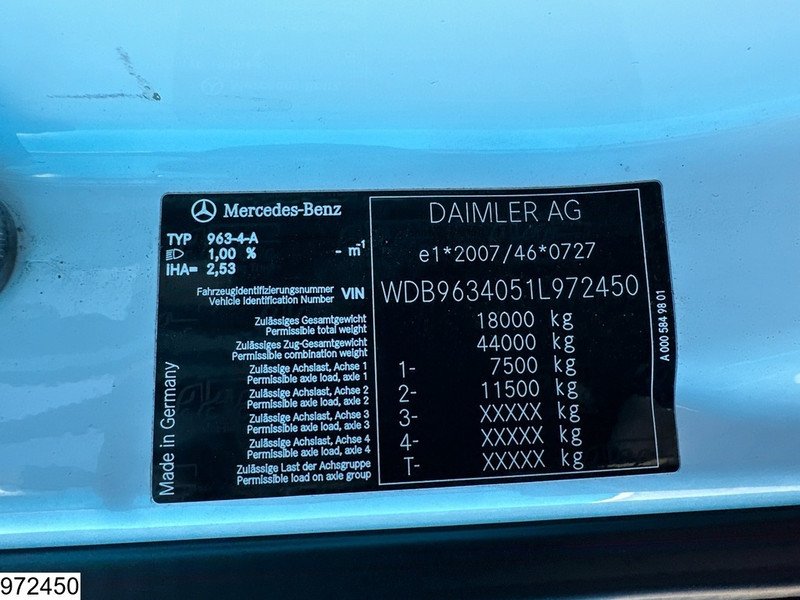 Mercedes-Benz
TYP 963-4-A
1,00 % - m-1
IHA= 2,53
DAIMLER AG
e1*2007/46*0727
Fahrzeugidentifizierungsnummer
Vehicle Identification Number VIN WDB9634051L972450
Zulässiges Gesamtgewicht
Permissible total weight 18000 kg
Zulässiges Zug-Gesamtgewicht
Permissible combination weight 44000 kg
Zulässige Achslast, Achse 1
Permissible axle load, axle 1 1- 7500 kg
Zulässige Achslast, Achse 2
Permissible axle load, axle 2 2- 11500 kg
Zulässige Achslast, Achse 3
Permissible axle load, axle 3 3- XXXXX kg
Zulässige Achslast, Achse 4
Permissible axle load, axle 4 4- XXXXX kg
Zulässige Last der Achsgruppe
Permissible load on axle group T- XXXXX kg
Made in Germany
A 000 584 98 01
972450